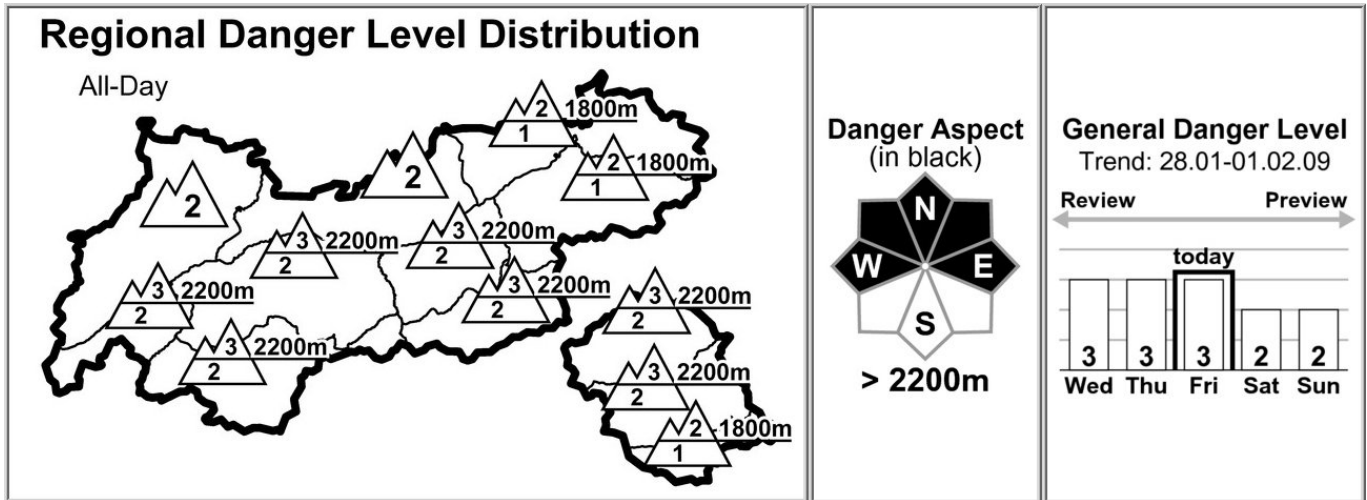 Regional Danger Level Distribution
All-Day
2 1800m
1
2 1800m
1
2
2
3 2200m
2
3 2200m
2
3 2200m
2
3 2200m
2
3 2200m
2
3 2200m
2
3 2200m
2
2 1800m
1
Danger Aspect
(in black)
N
W E
S
> 2200m
General Danger Level
Trend: 28.01-01.02.09
Review Preview
today
3 3 3 2 2
Wed Thu Fri Sat Sun